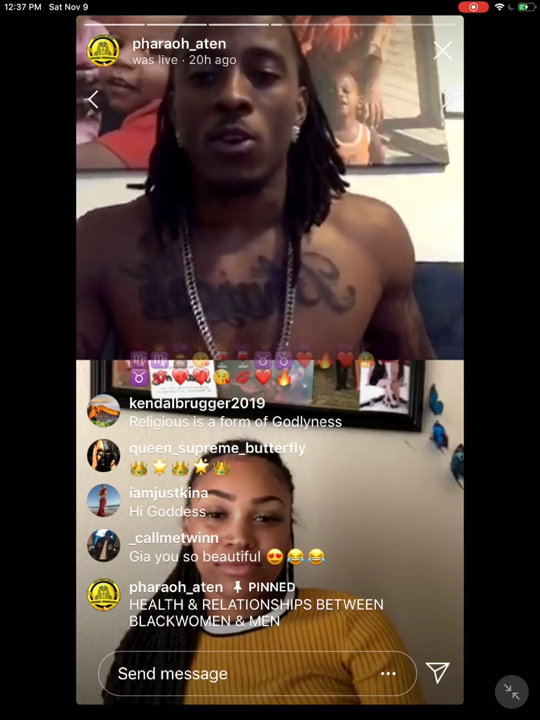 12:37 PM Sat Nov 9
pharaoh_aten
was live · 20h ago
kendalbrugger2019
Religious is a form of Godlyness
queen_supreme_butterfly
iamjustkina
Hi Goddess
_callmetwinn
Gia you so beautiful 😍😂😂
pharaoh_aten PINNED
HEALTH & RELATIONSHIPS BETWEEN
BLACKWOMEN & MEN
Send message